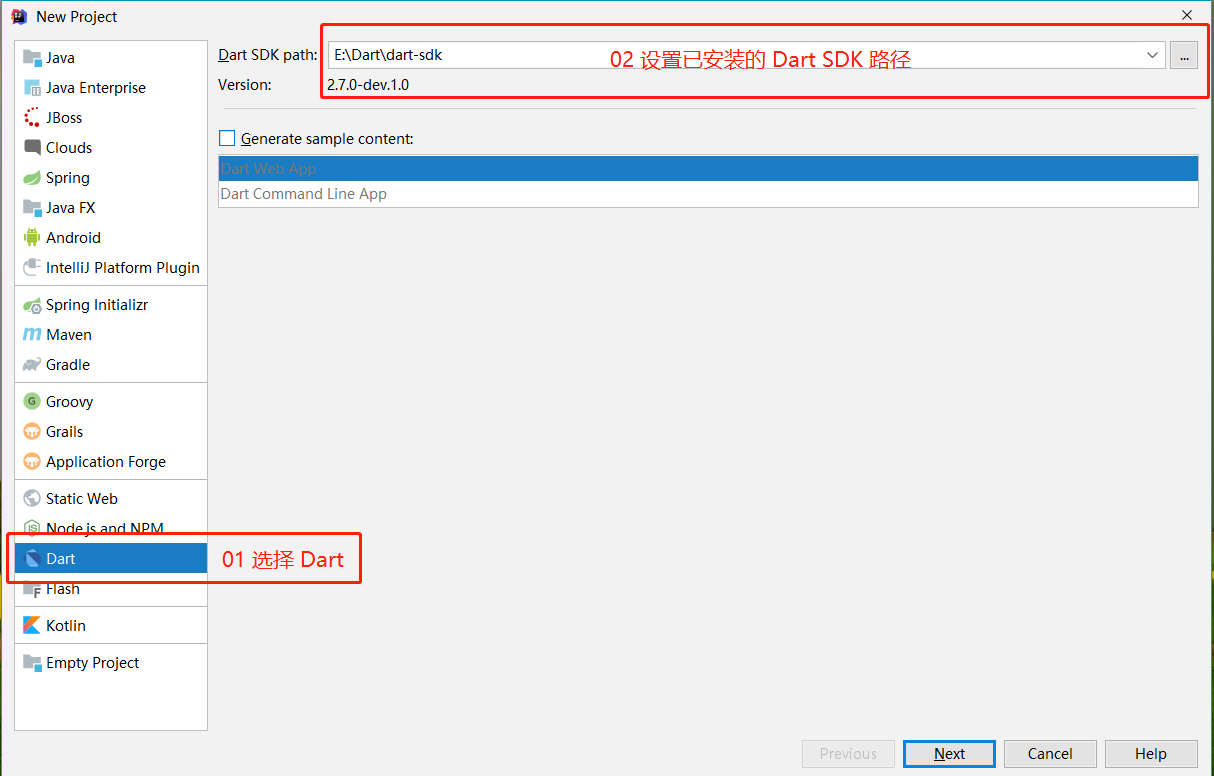 New Project
Java
Java Enterprise
JBoss
Clouds
Spring
Java FX
Android
IntelliJ Platform Plugin
Spring Initializr
Maven
Gradle
Groovy
Grails
Application Forge
Static Web
Node.js and NPM
Dart
01 选择 Dart
Flash
Kotlin
Empty Project
Dart SDK path: E:\Dart\dart-sdk ...
02 设置已安装的 Dart SDK 路径
Version: 2.7.0-dev.1.0
Generate sample content:
Dart Web App
Dart Command Line App
Previous Next Cancel Help